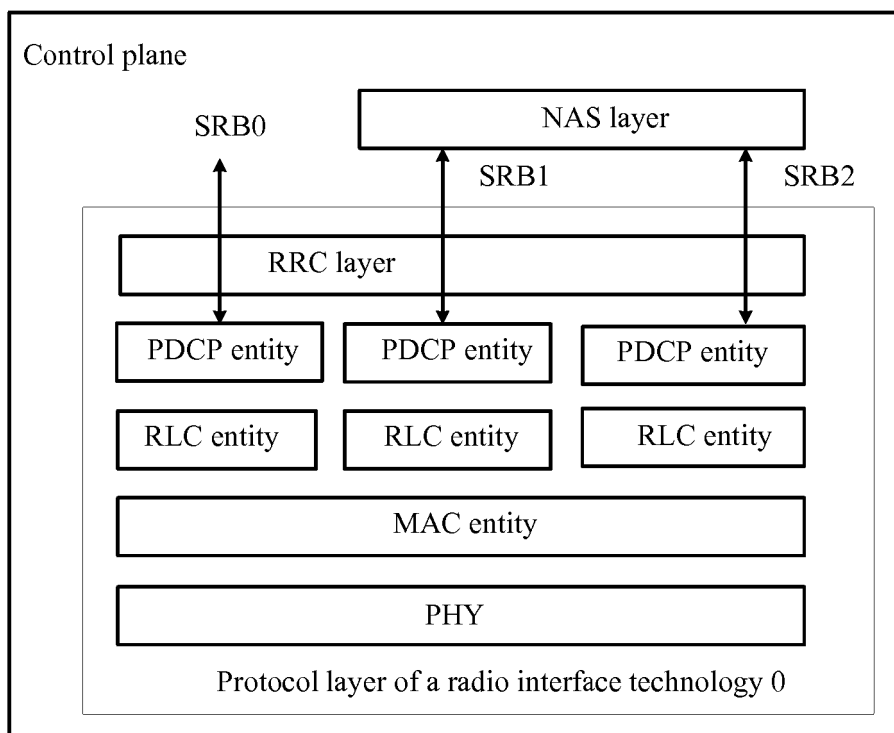 Control plane
NAS layer
SRB0
SRB1
SRB2
RRC layer
PDCP entity
PDCP entity
PDCP entity
RLC entity
RLC entity
RLC entity
MAC entity
PHY
Protocol layer of a radio interface technology 0